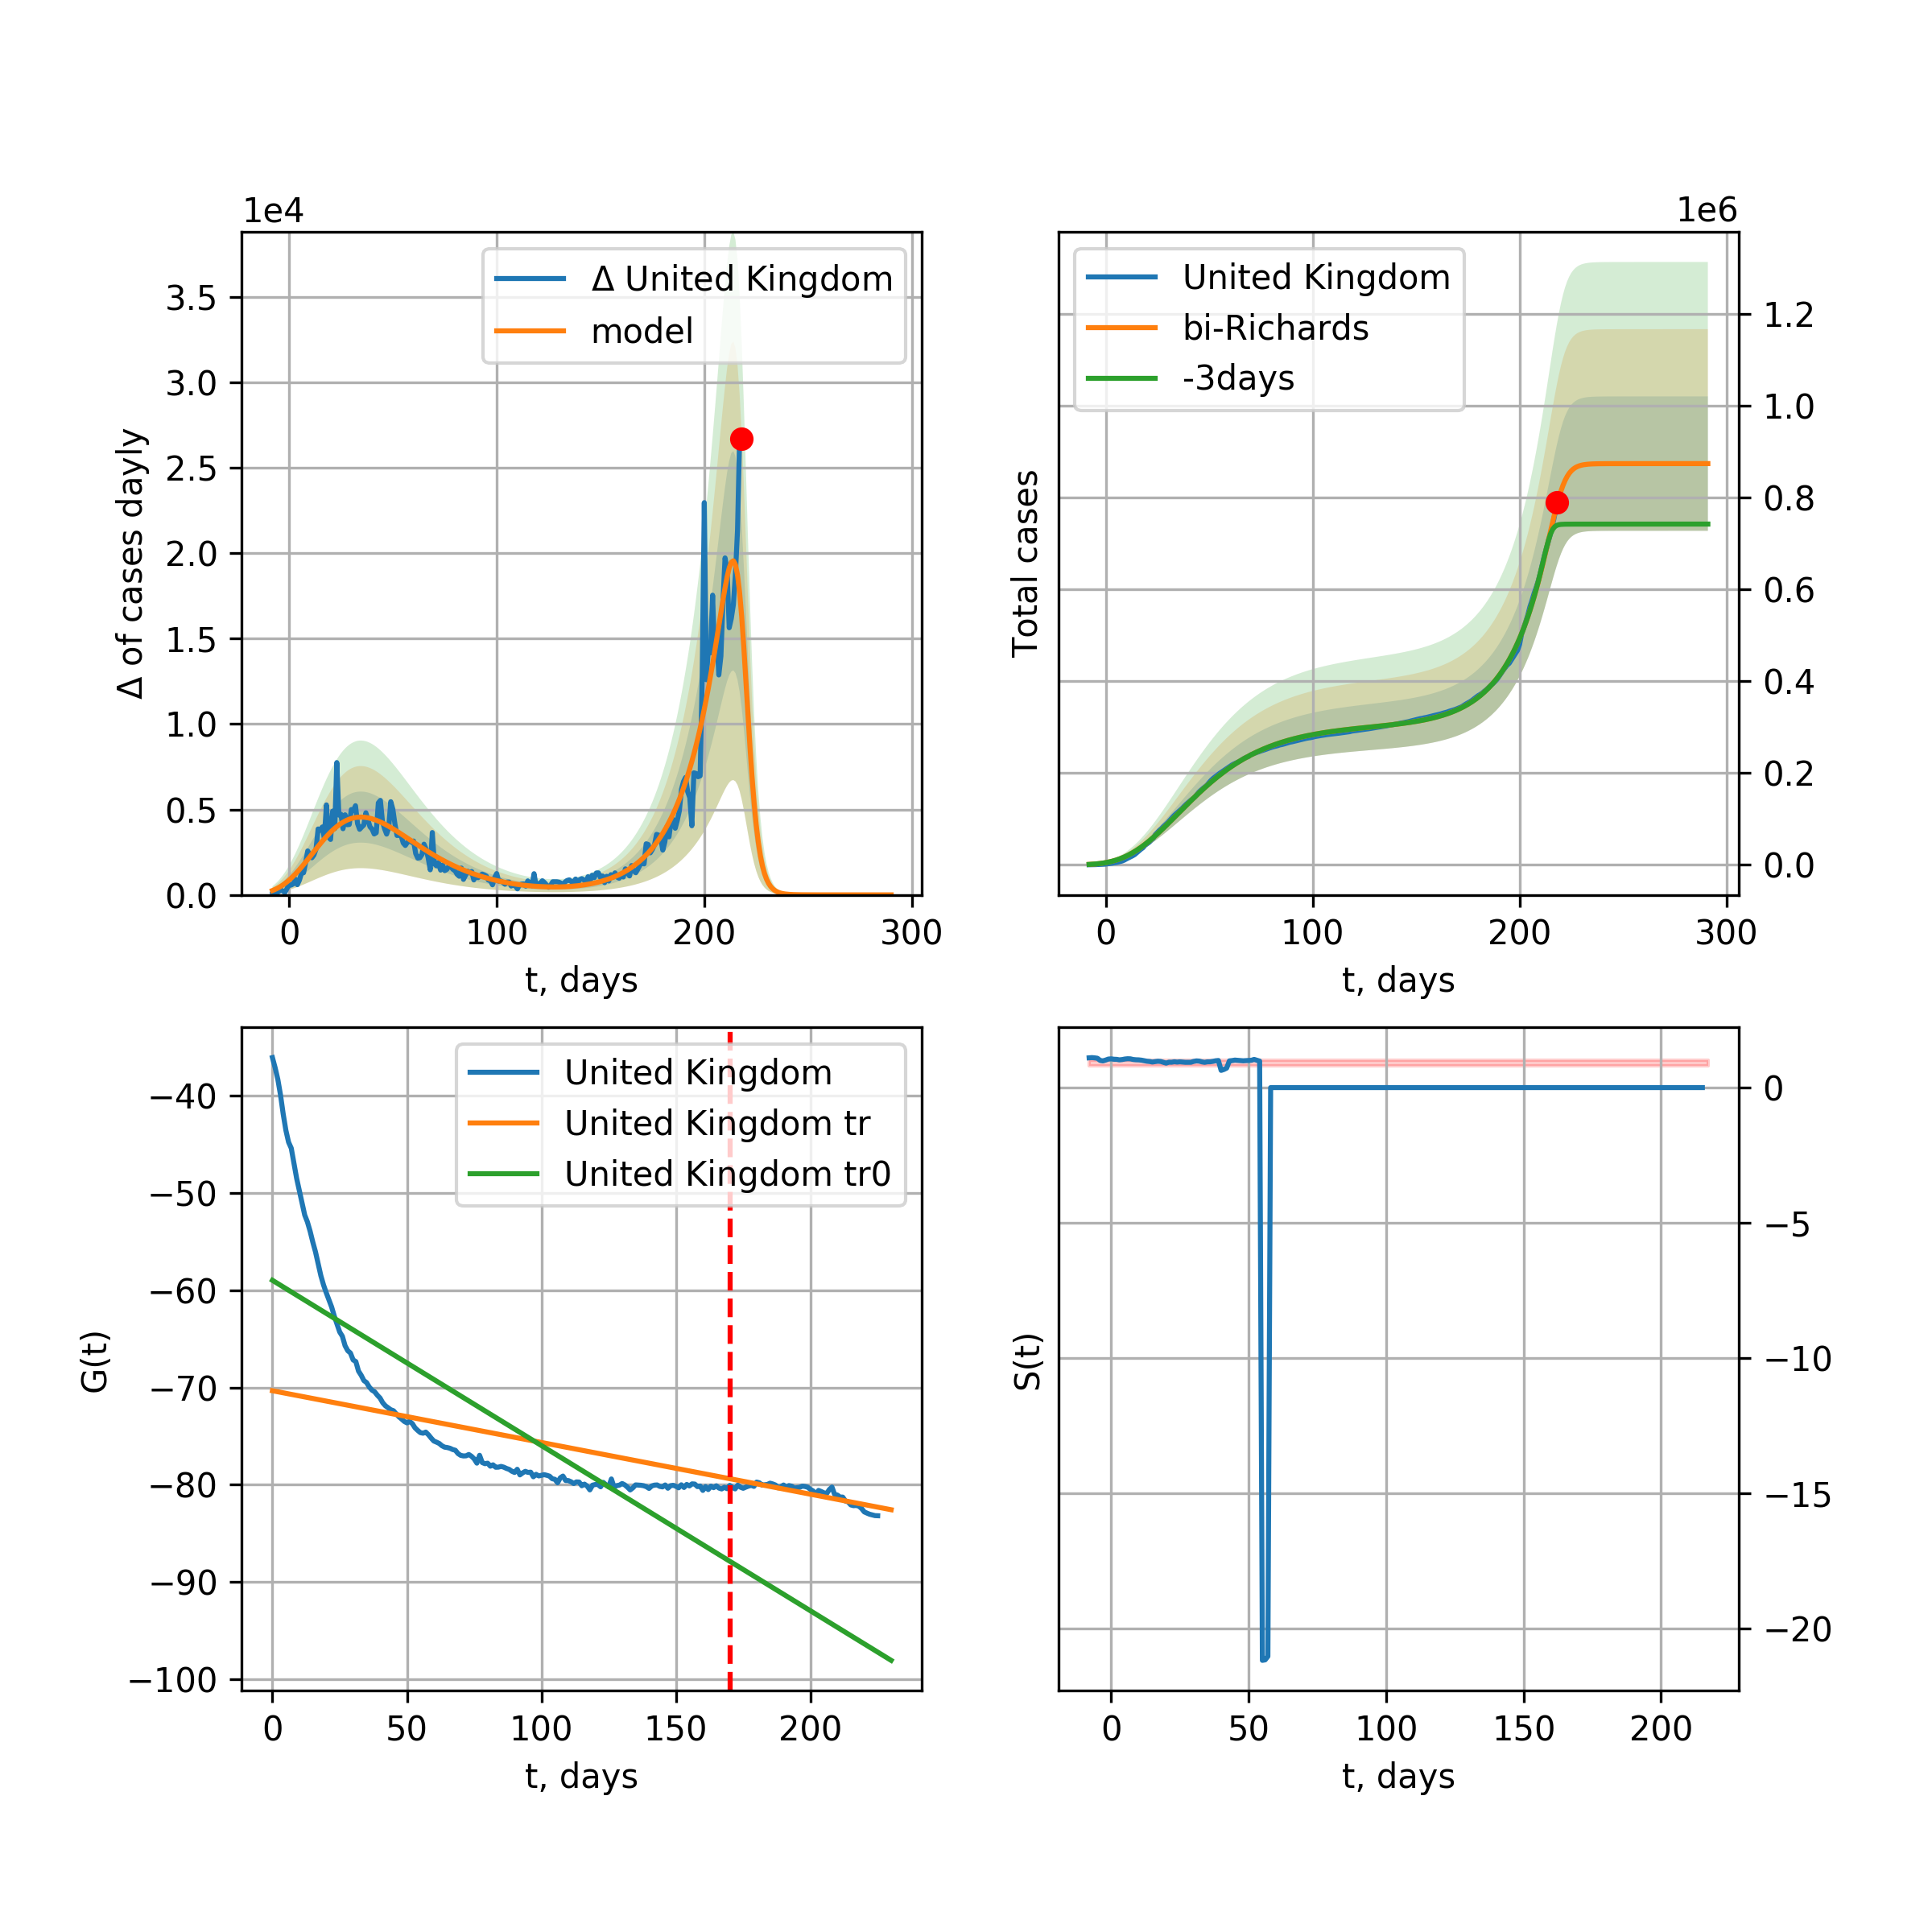 1e4
Δ of cases dayly
3.5
3.0
2.5
2.0
1.5
1.0
0.5
0.0
Δ United Kingdom
model
0 100 200 300
t, days
1e6
Total cases
United Kingdom
bi-Richards
-3days
1.2
1.0
0.8
0.6
0.4
0.2
0.0
0 100 200 300
t, days
G(t)
−40
−50
−60
−70
−80
−90
−100
United Kingdom
United Kingdom tr
United Kingdom tr0
0 50 100 150 200
t, days
S(t)
0
−5
−10
−15
−20
0 50 100 150 200
t, days